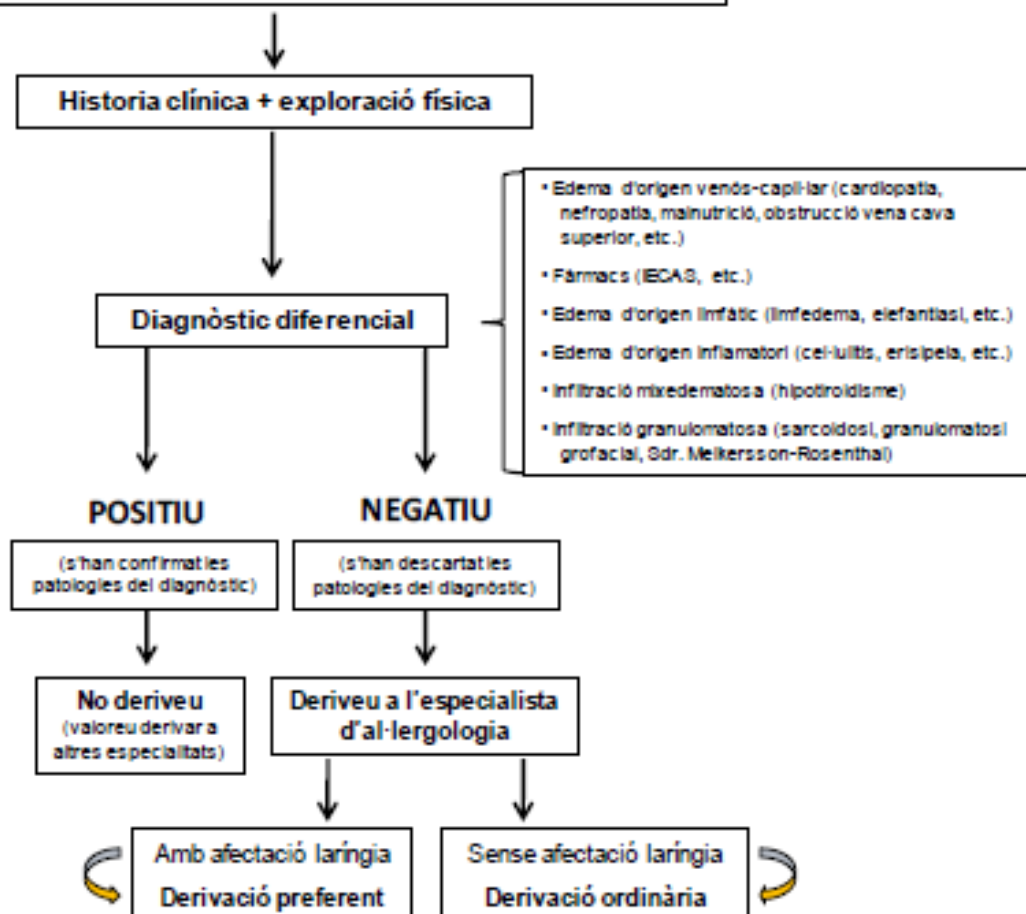 Historia clínica + exploració física
• Edema d'origen venós-capil·lar (cardiopatia,
nefropatia, malnutrició, obstrucció vena cava
superior, etc.)
• Fàrmacs (IECAS, etc.)
Diagnòstic diferencial
• Edema d'origen limfàtic (limfedema, elefantiasi, etc.)
• Edema d'origen inflamatori (cel·lulitis, erisipela, etc.)
• Infiltració mixedematosa (hipotiroidisme)
• Infiltració granulomatosa (sarcoidosi, granulomatosi
grofacial, Sdr. Melkersson-Rosenthal)
POSITIU
NEGATIU
(s'han confirmat les
patologies del diagnòstic)
(s'han descartat les
patologies del diagnòstic)
No deriveu
(valoreu derivar a
altres especialitats)
Deriveu a l'especialista
d'al·lergologia
Amb afectació laríngia
Derivació preferent
Sense afectació laríngia
Derivació ordinària